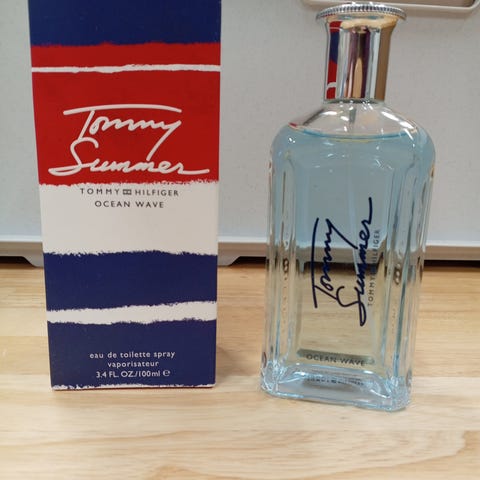 Tommy
Summer
TOMMY HILFIGER
OCEAN WAVE
eau de toilette spray
vaporisateur
3.4 FL. OZ./100ml ℮
Tommy
Summer
TOMMY HILFIGER
OCEAN WAVE